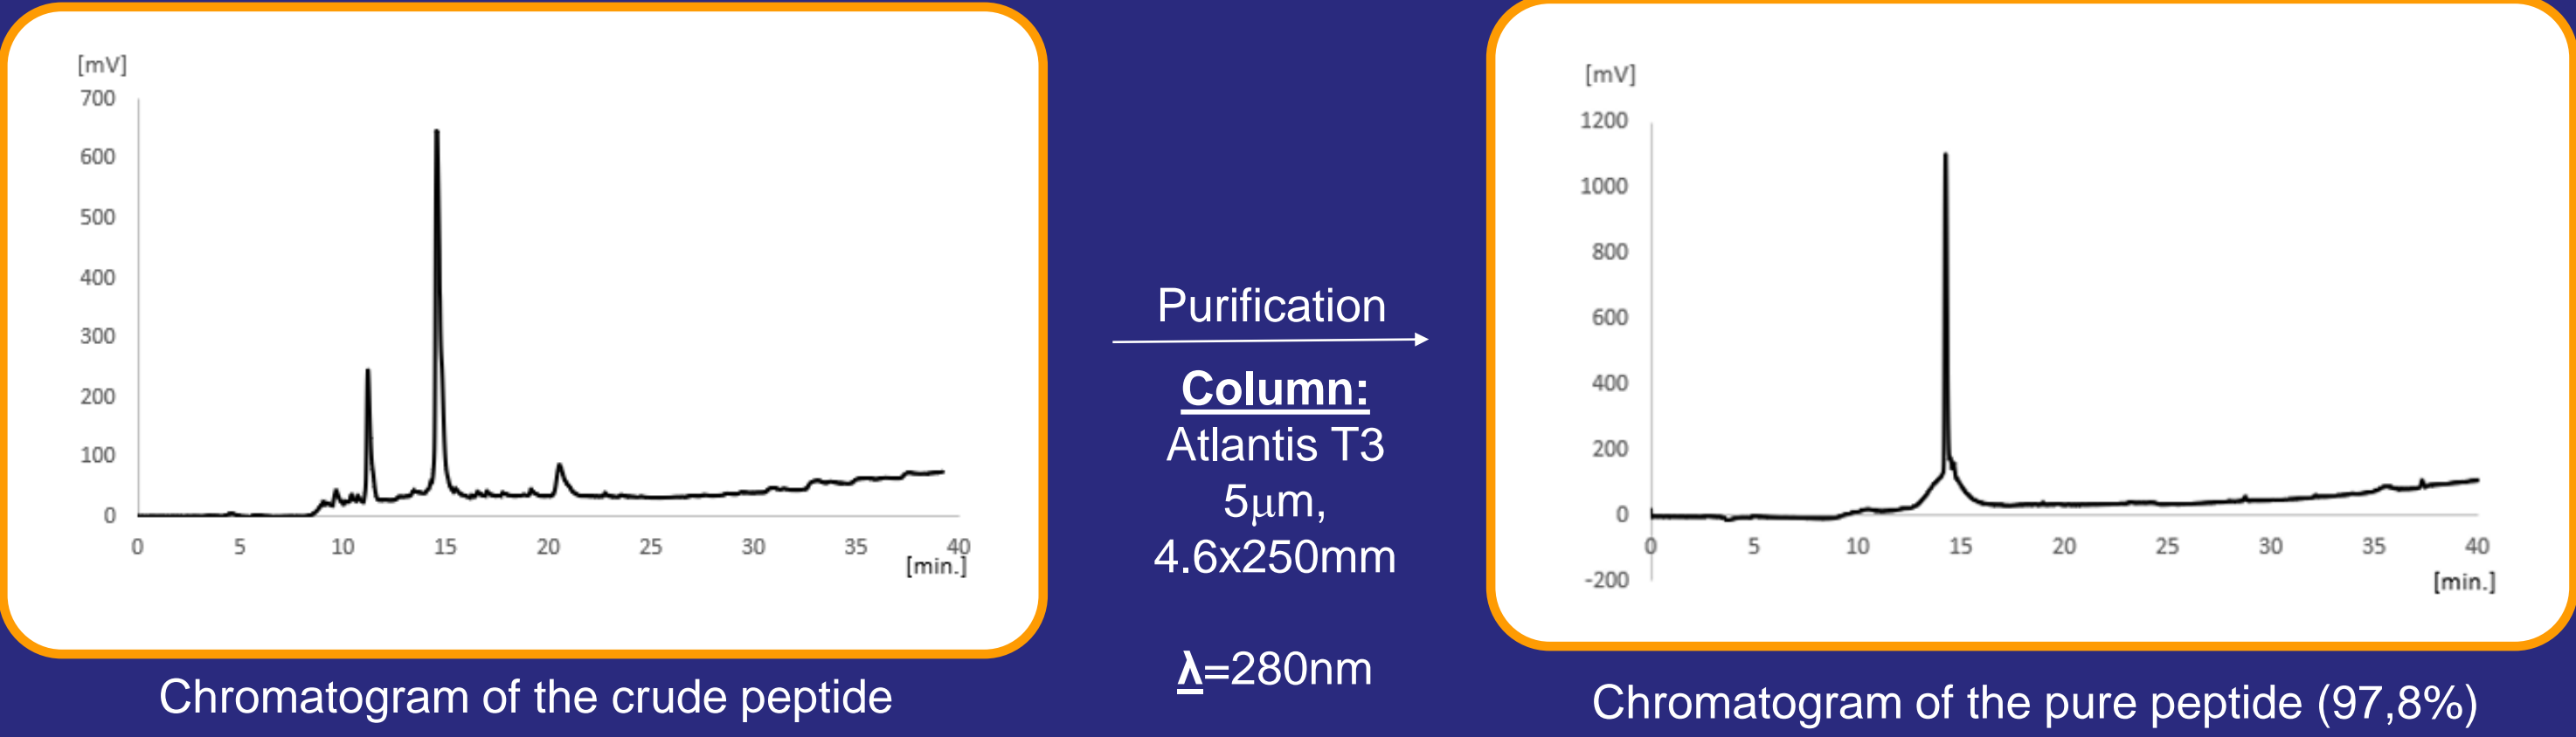 [mV]
700
600
500
400
300
200
100
0
0 5 10 15 20 25 30 35 40
[min.]
Chromatogram of the crude peptide
Purification
Column:
Atlantis T3
5μm,
4.6x250mm
λ=280nm
[mV]
1200
1000
800
600
400
200
0
-200
0 5 10 15 20 25 30 35 40
[min.]
Chromatogram of the pure peptide (97,8%)